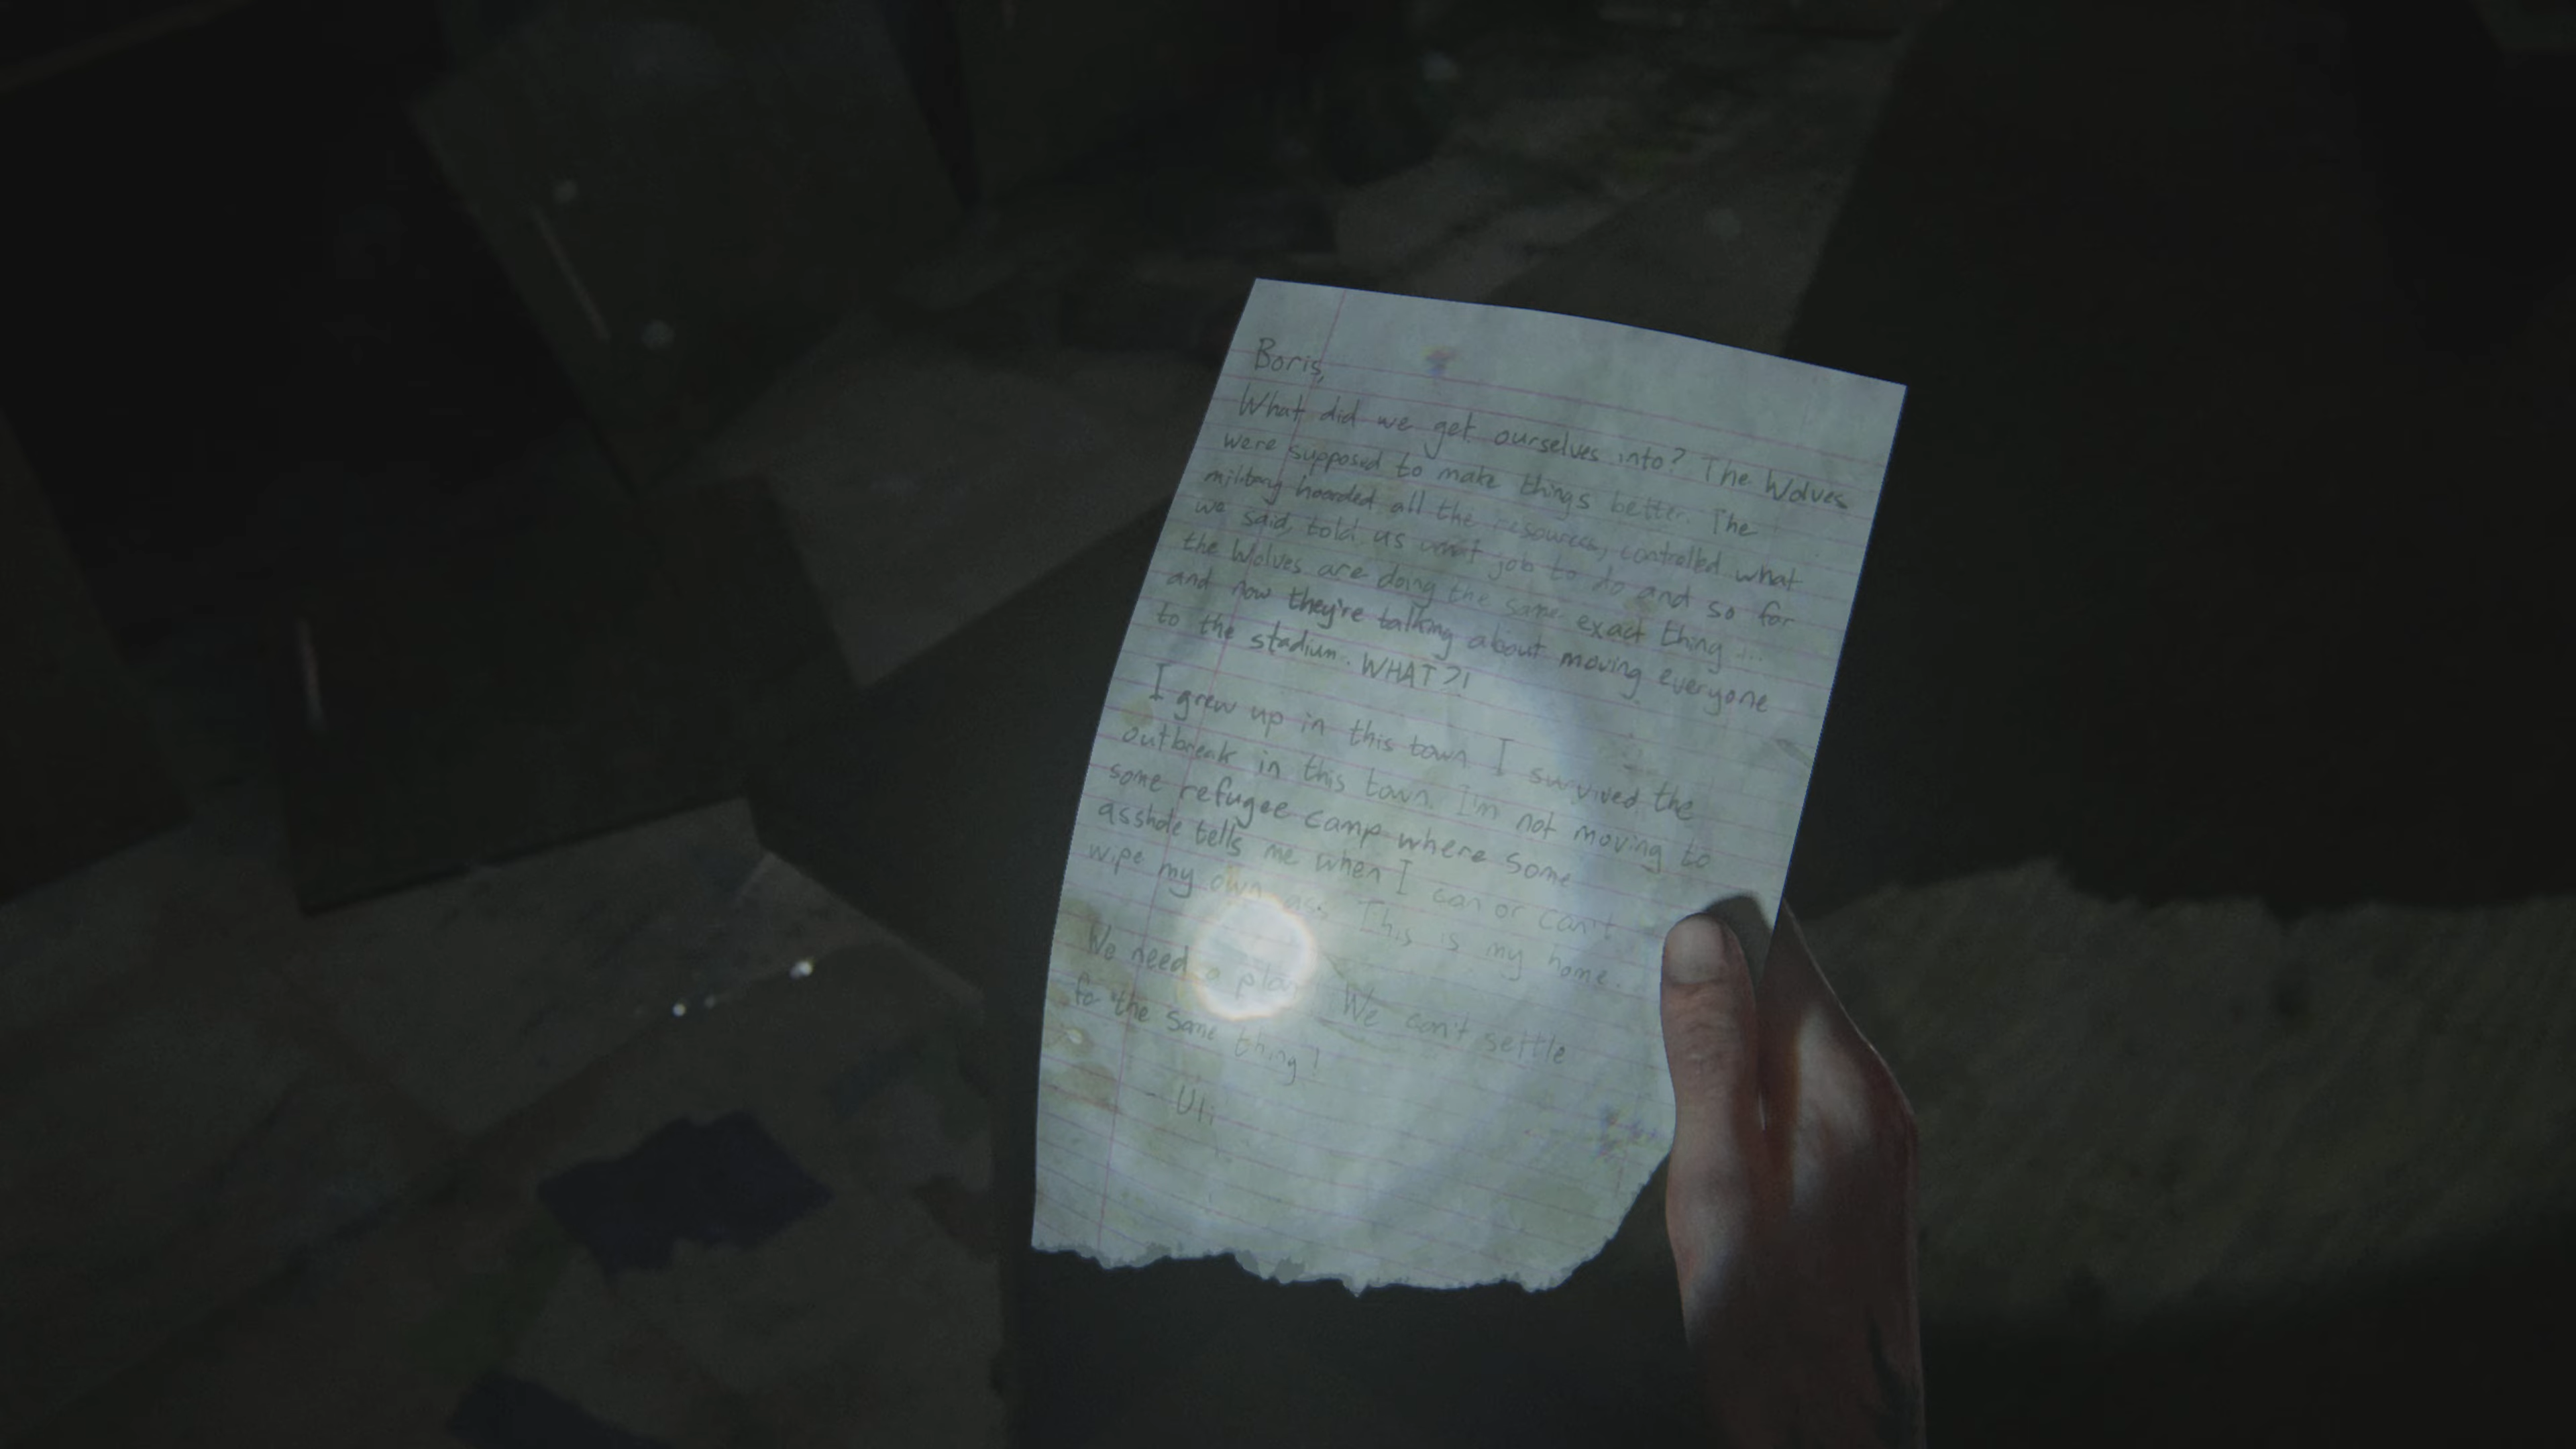 Boris,
What did we get ourselves into? The Wolves
were supposed to make things better. The
military hoarded all the resources, controlled what
we said, told us what job to do and so far
the Wolves are doing the same exact thing...
and now they're talking about moving everyone
to the stadium. WHAT?!
I grew up in this town I survived the
outbreak in this town. I'm not moving to
some refugee camp where some
asshole tells me when I can or can't
wipe my own ass. This is my home.
We need a plan. We can't settle
for the same thing!
- Uli